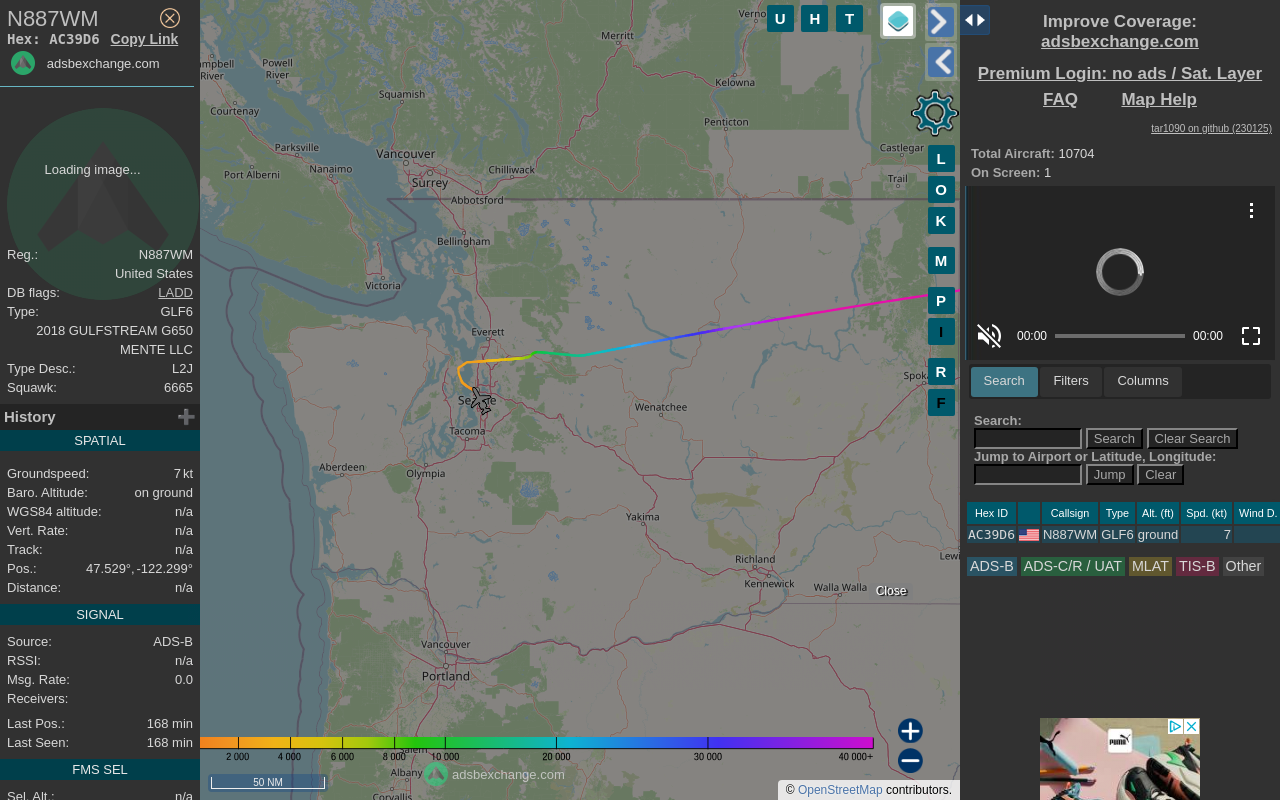 N887WM
Hex: AC39D6 Copy Link
adsbexchange.com
Loading image...
Reg.: N887WM
United States
DB flags: LADD
Type: GLF6
2018 GULFSTREAM G650
MENTE LLC
Type Desc.: L2J
Squawk: 6665
History
SPATIAL
Groundspeed: 7 kt
Baro. Altitude: on ground
WGS84 altitude: n/a
Vert. Rate: n/a
Track: n/a
Pos.: 47.529°, -122.299°
Distance: n/a
SIGNAL
Source: ADS-B
RSSI: n/a
Msg. Rate: 0.0
Receivers:
Last Pos.: 168 min
Last Seen: 168 min
FMS SEL
Sel. Alt.: n/a
U H T
Merritt
Powell
River
River
Squamish
Kelowna
Courtenay
Penticton
Parksville
Vancouver
Castlegar
Port Alberni
Nanaimo
Surrey
Chilliwack
Trail
Abbotsford
Bellingham
Victoria
Everett
Wenatchee
Tacoma
Aberdeen
Olympia
Yakima
Richland
Kennewick
Walla Walla
Close
Vancouver
Portland
Albany
Corvallis
L
O
K
M
P
I
R
F
2 000 4 000 6 000 8 000 10 000 20 000 30 000 40 000+
adsbexchange.com
50 NM
© OpenStreetMap contributors.
Improve Coverage:
adsbexchange.com
Premium Login: no ads / Sat. Layer
FAQ Map Help
tar1090 on github (230125)
Total Aircraft: 10704
On Screen: 1
00:00 00:00
Search Filters Columns
Search:
Search Clear Search
Jump to Airport or Latitude, Longitude:
Jump Clear
Hex ID Callsign Type Alt. (ft) Spd. (kt) Wind D.
AC39D6 N887WM GLF6 ground 7
ADS-B ADS-C/R / UAT MLAT TIS-B Other
PUMA